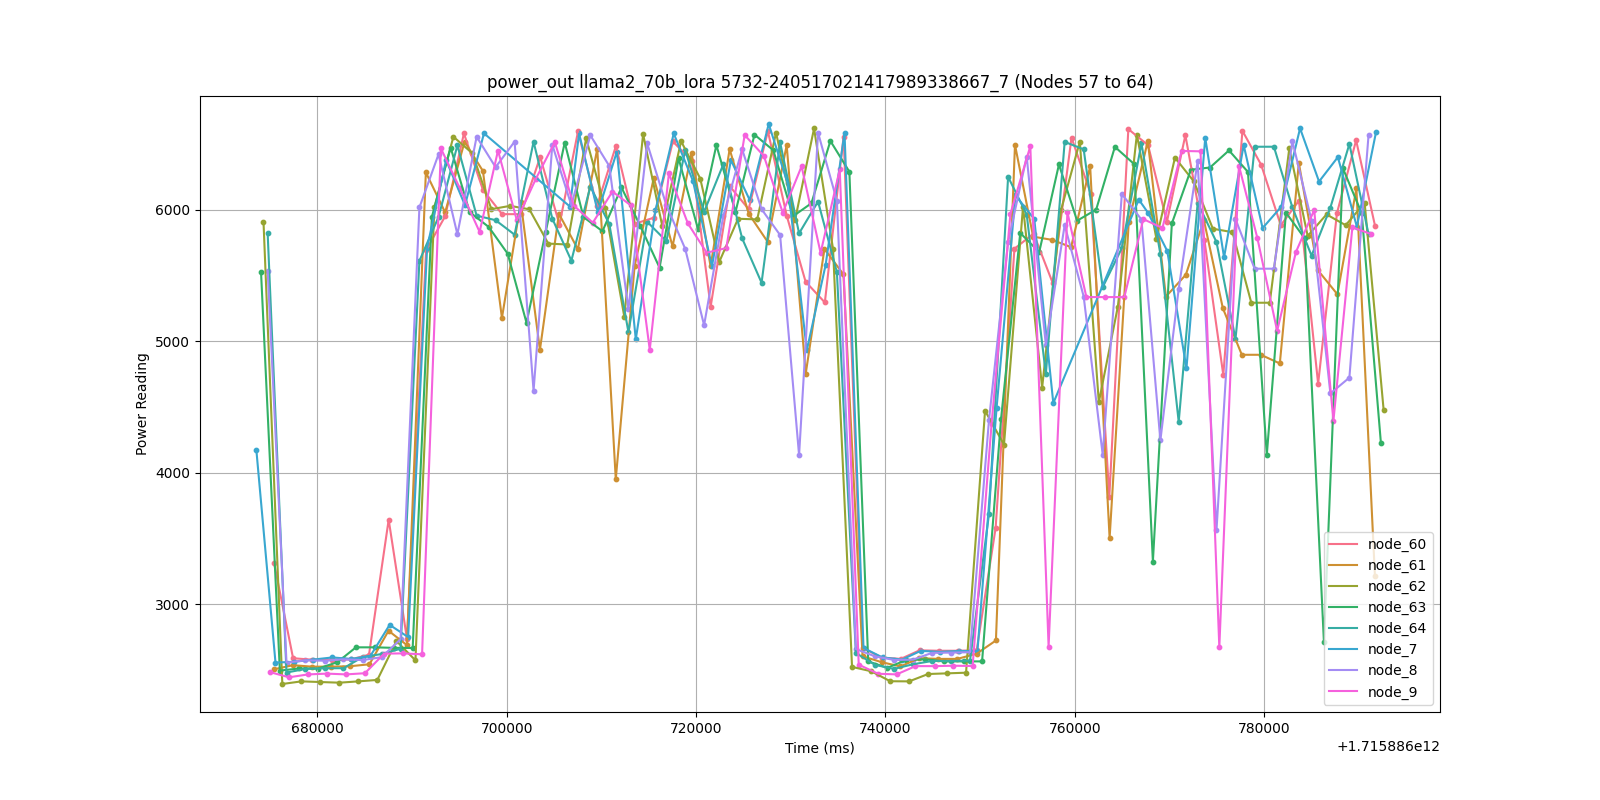 power_out llama2_70b_lora 5732-240517021417989338667_7 (Nodes 57 to 64)
Power Reading
6000
5000
4000
3000
node_60
node_61
node_62
node_63
node_64
node_7
node_8
node_9
680000
700000
720000
740000
760000
780000
Time (ms)
+1.715886e12